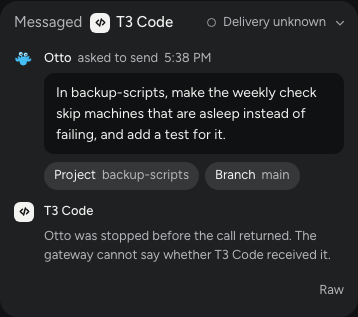 Messaged T3 Code Delivery unknown
Otto asked to send 5:38 PM
In backup-scripts, make the weekly check
skip machines that are asleep instead of
failing, and add a test for it.
Project backup-scripts Branch main
T3 Code
Otto was stopped before the call returned. The
gateway cannot say whether T3 Code received it.
Raw